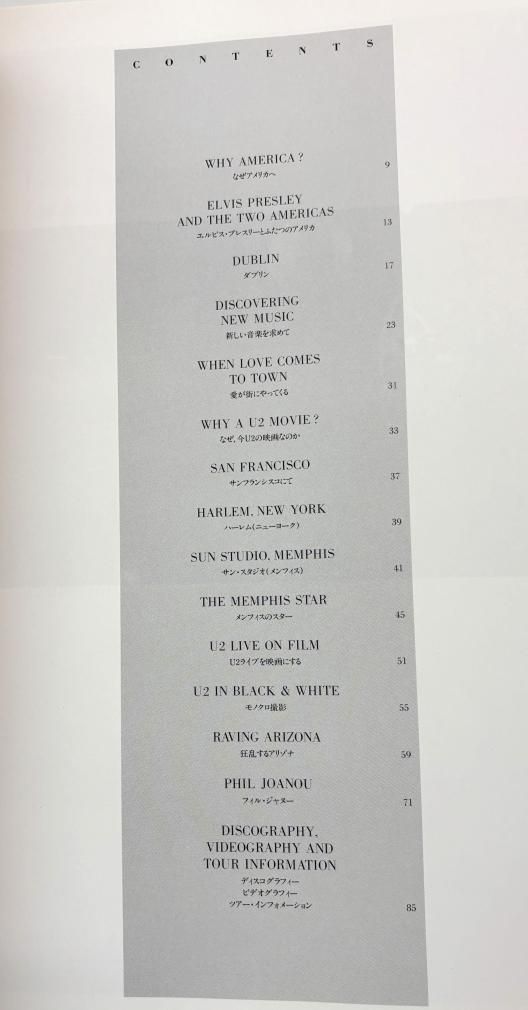 CONTENTS
WHY AMERICA?
9
なぜアメリカへ
ELVIS PRESLEY
AND THE TWO AMERICAS
13
エルビス・プレスリーとふたつのアメリカ
DUBLIN
17
ダブリン
DISCOVERING
NEW MUSIC
23
新しい音楽を求めて
WHEN LOVE COMES
TO TOWN
31
愛が街にやってくる
WHY A U2 MOVIE?
33
なぜ、今U2の映画なのか
SAN FRANCISCO
37
サンフランシスコにて
HARLEM, NEW YORK
39
ハーレム(ニューヨーク)
SUN STUDIO, MEMPHIS
41
サン・スタジオ(メンフィス)
THE MEMPHIS STAR
45
メンフィスのスター
U2 LIVE ON FILM
51
U2ライブを映画にする
U2 IN BLACK & WHITE
55
モノクロ撮影
RAVING ARIZONA
59
狂乱するアリゾナ
PHIL JOANOU
71
フィル・ジャヌー
DISCOGRAPHY,
VIDEOGRAPHY AND
TOUR INFORMATION
ディスコグラフィー
ビデオグラフィー
ツアー・インフォメーション
85